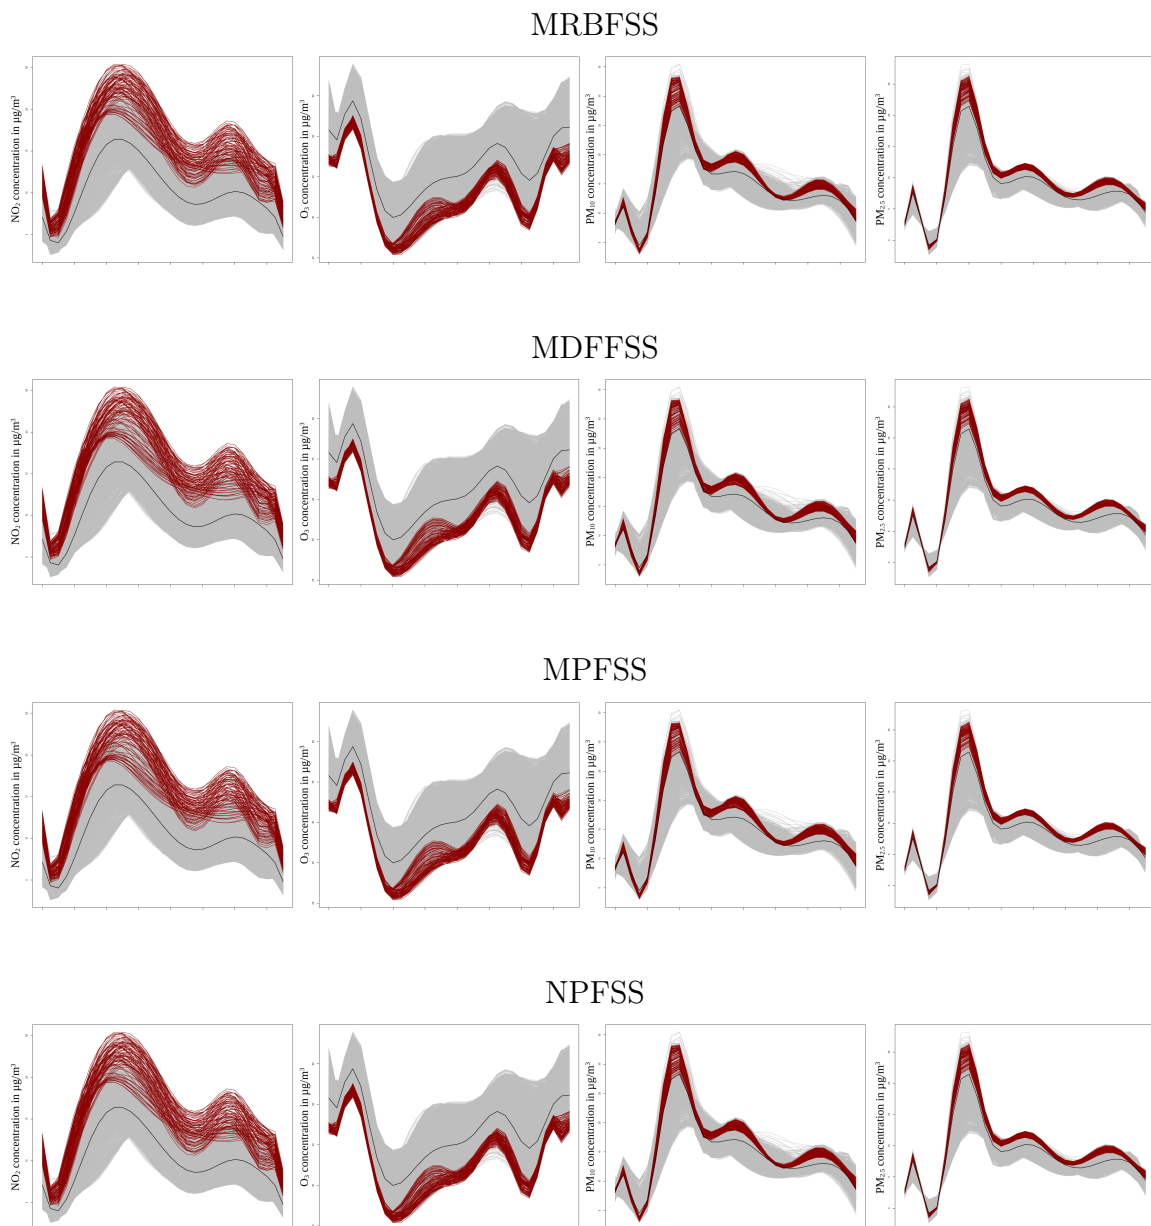 MRBFSS
NO₂ concentration in µg/m³
O₃ concentration in µg/m³
PM₁₀ concentration in µg/m³
PM₂.₅ concentration in µg/m³
MDFFSS
NO₂ concentration in µg/m³
O₃ concentration in µg/m³
PM₁₀ concentration in µg/m³
PM₂.₅ concentration in µg/m³
MPFSS
NO₂ concentration in µg/m³
O₃ concentration in µg/m³
PM₁₀ concentration in µg/m³
PM₂.₅ concentration in µg/m³
NPFSS
NO₂ concentration in µg/m³
O₃ concentration in µg/m³
PM₁₀ concentration in µg/m³
PM₂.₅ concentration in µg/m³